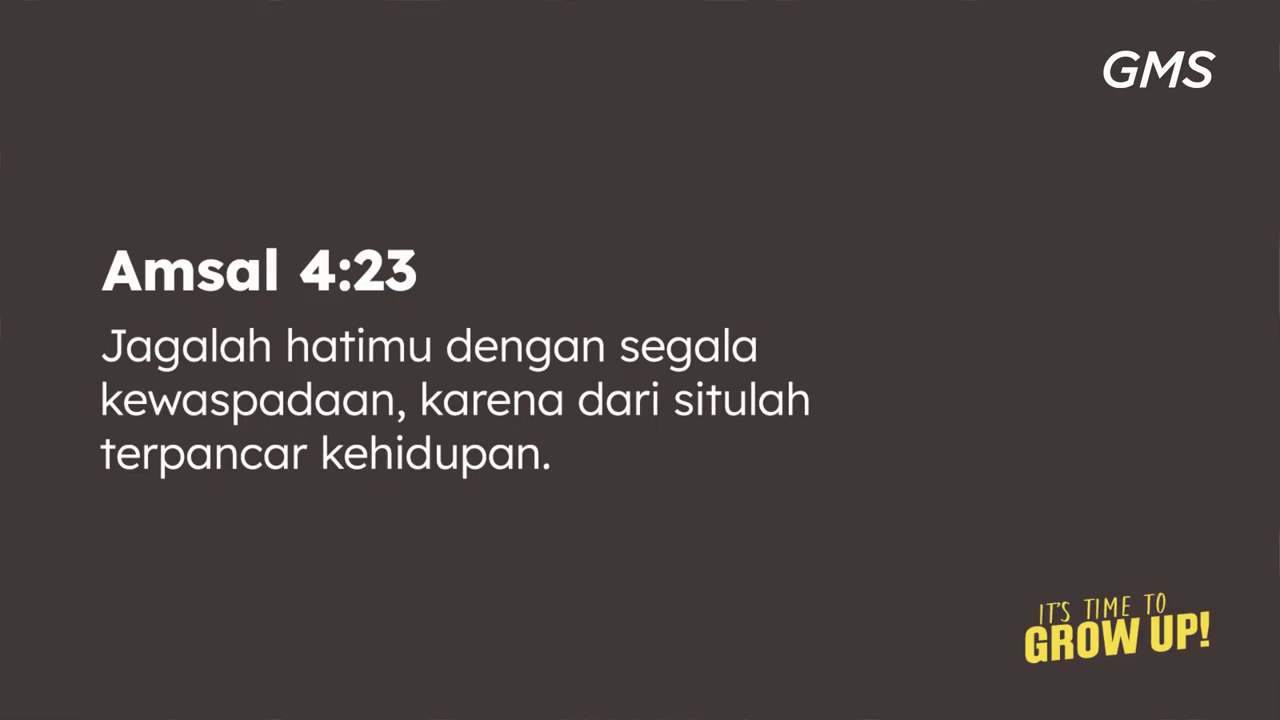 GMS
Amsal 4:23
Jagalah hatimu dengan segala
kewaspadaan, karena dari situlah
terpancar kehidupan.
IT'S TIME TO
GROW UP!